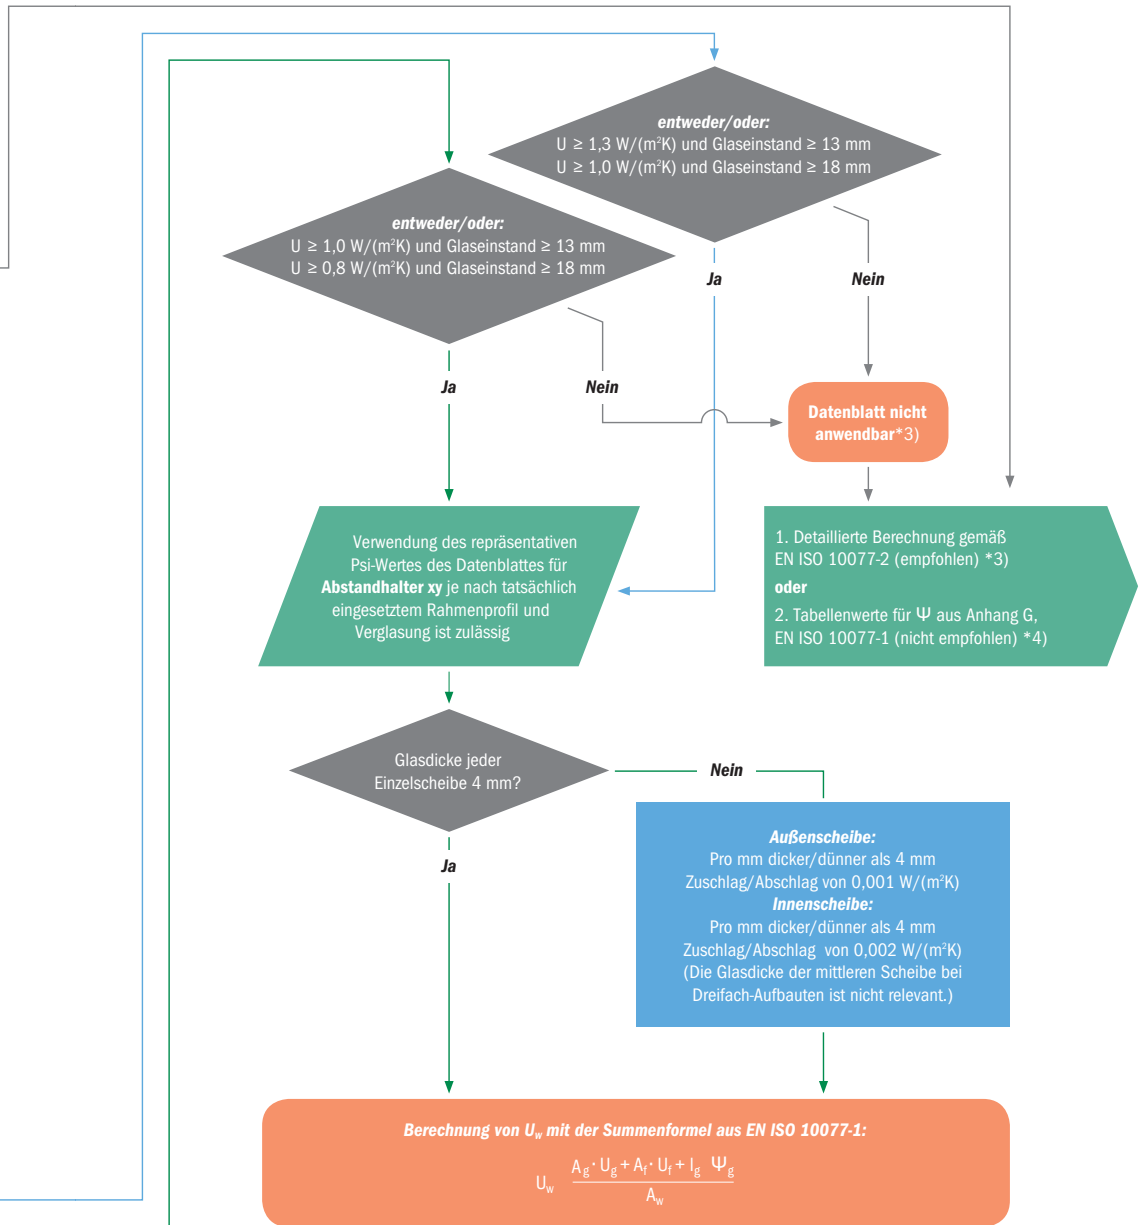 entweder/oder:
U ≥ 1,3 W/(m²K) und Glaseinstand ≥ 13 mm
U ≥ 1,0 W/(m²K) und Glaseinstand ≥ 18 mm
entweder/oder:
U ≥ 1,0 W/(m²K) und Glaseinstand ≥ 13 mm
U ≥ 0,8 W/(m²K) und Glaseinstand ≥ 18 mm
Ja
Nein
Ja
Nein
Datenblatt nicht
anwendbar*3)
Verwendung des repräsentativen
Psi-Wertes des Datenblattes für
Abstandhalter xy je nach tatsächlich
eingesetztem Rahmenprofil und
Verglasung ist zulässig
1. Detaillierte Berechnung gemäß
EN ISO 10077-2 (empfohlen) *3)
oder
2. Tabellenwerte für Ψ aus Anhang G,
EN ISO 10077-1 (nicht empfohlen) *4)
Glasdicke jeder
Einzelscheibe 4 mm?
Nein
Ja
Außenscheibe:
Pro mm dicker/dünner als 4 mm
Zuschlag/Abschlag von 0,001 W/(m²K)
Innenscheibe:
Pro mm dicker/dünner als 4 mm
Zuschlag/Abschlag von 0,002 W/(m²K)
(Die Glasdicke der mittleren Scheibe bei
Dreifach-Aufbauten ist nicht relevant.)
Berechnung von Uw mit der Summenformel aus EN ISO 10077-1:
Ag · Ug + Af · Uf + lg Ψg
Uw
Aw